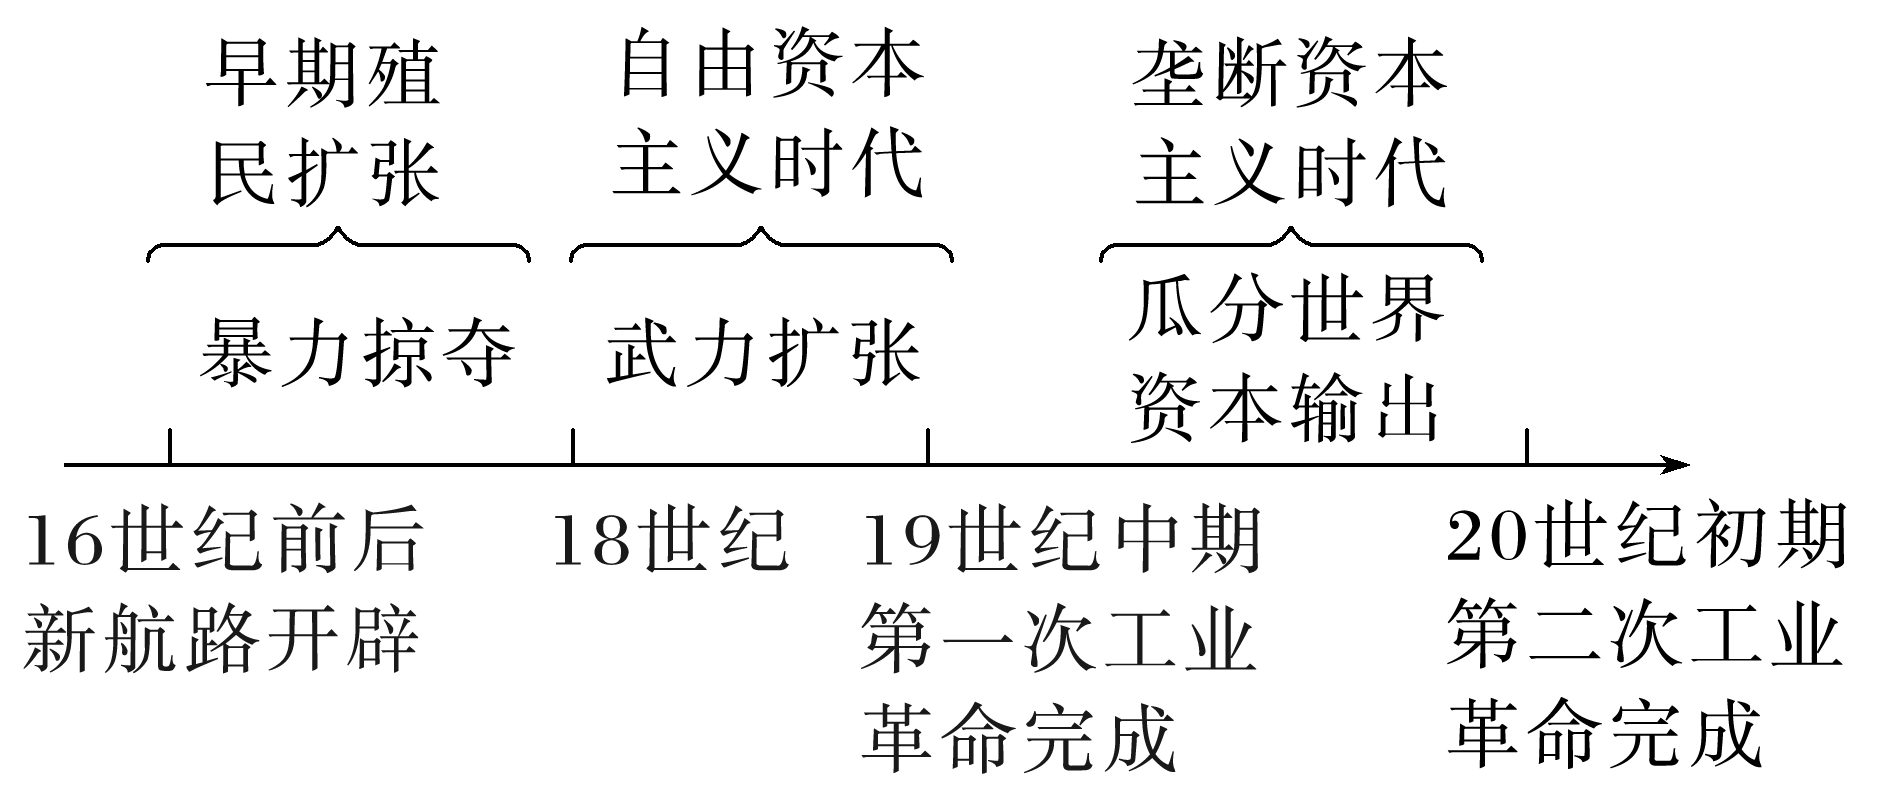 早期殖
民扩张
自由资本
主义时代
垄断资本
主义时代
暴力掠夺
武力扩张
瓜分世界
资本输出
16世纪前后
新航路开辟
18世纪
19世纪中期
第一次工业
革命完成
20世纪初期
第二次工业
革命完成